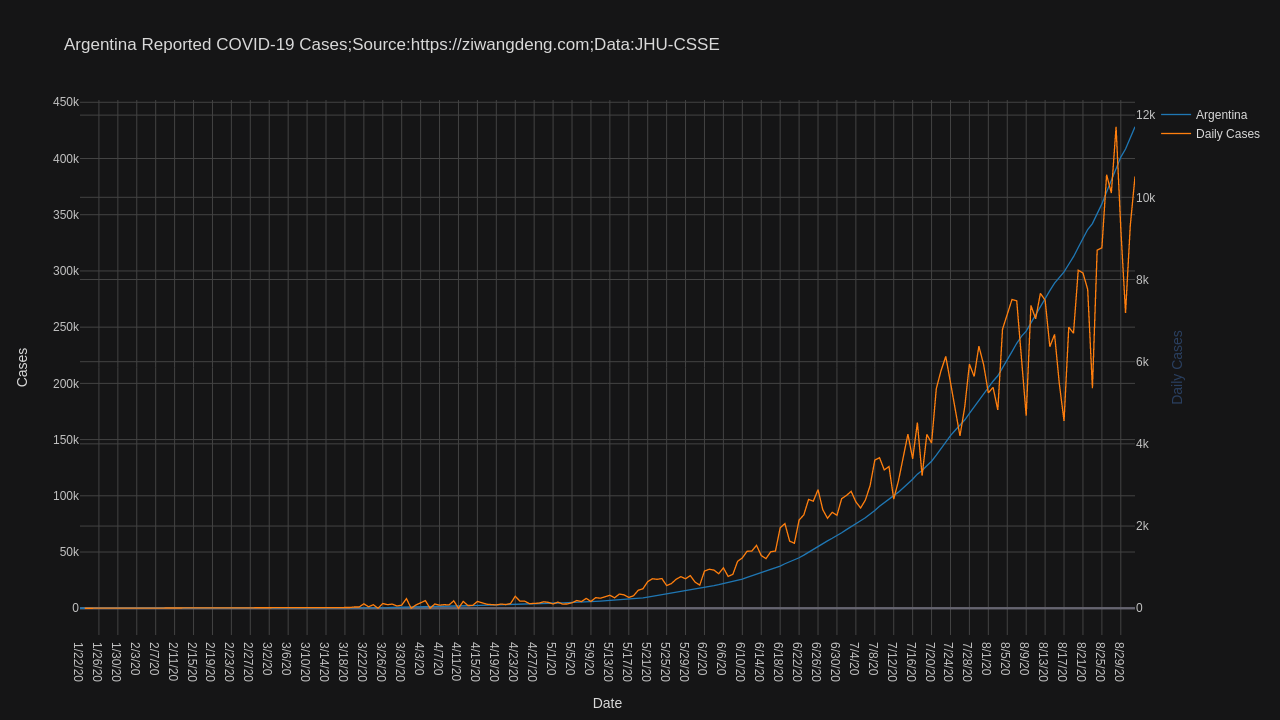 Argentina Reported COVID-19 Cases;Source:https://ziwangdeng.com;Data:JHU-CSSE
450k
400k
350k
300k
250k
200k
150k
100k
50k
0
Cases
12k
10k
8k
6k
4k
2k
0
Daily Cases
Argentina
Daily Cases
1/22/20
1/26/20
1/30/20
2/3/20
2/7/20
2/11/20
2/15/20
2/19/20
2/23/20
2/27/20
3/2/20
3/6/20
3/10/20
3/14/20
3/18/20
3/22/20
3/26/20
3/30/20
4/3/20
4/7/20
4/11/20
4/15/20
4/19/20
4/23/20
4/27/20
5/1/20
5/5/20
5/9/20
5/13/20
5/17/20
5/21/20
5/25/20
5/29/20
6/2/20
6/6/20
6/10/20
6/14/20
6/18/20
6/22/20
6/26/20
6/30/20
7/4/20
7/8/20
7/12/20
7/16/20
7/20/20
7/24/20
7/28/20
8/1/20
8/5/20
8/9/20
8/13/20
8/17/20
8/21/20
8/25/20
8/29/20
Date